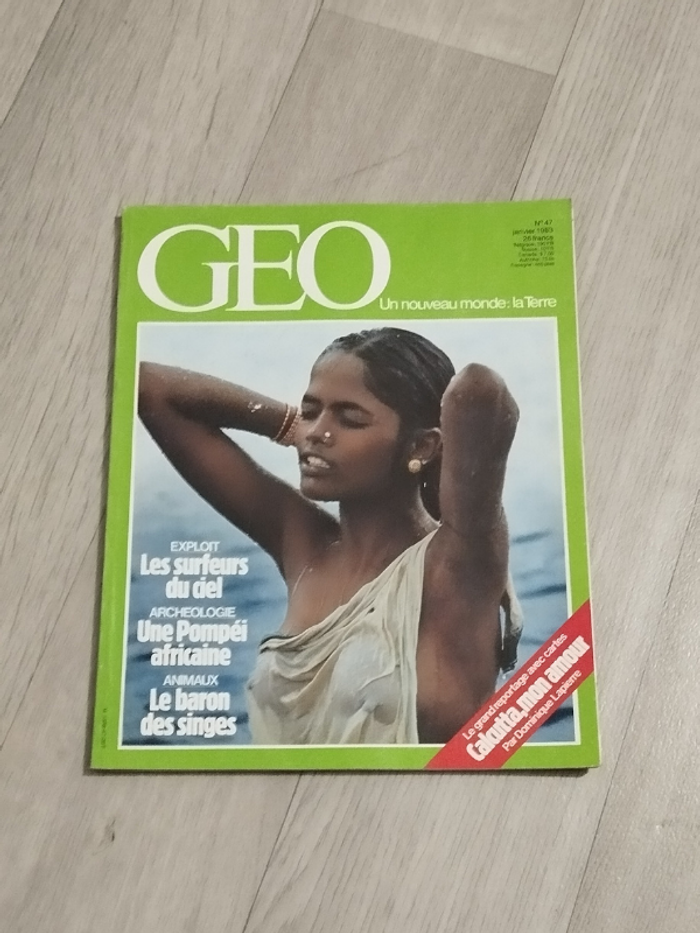 GEO
Un nouveau monde: la Terre
N° 47
janvier 1983
28 francs
EXPLOIT
Les surfeurs
du ciel
ARCHEOLOGIE
Une Pompéi
africaine
ANIMAUX
Le baron
des singes
Le grand reportage avec cartes
Calcutta, mon amour
Par Dominique Lapierre